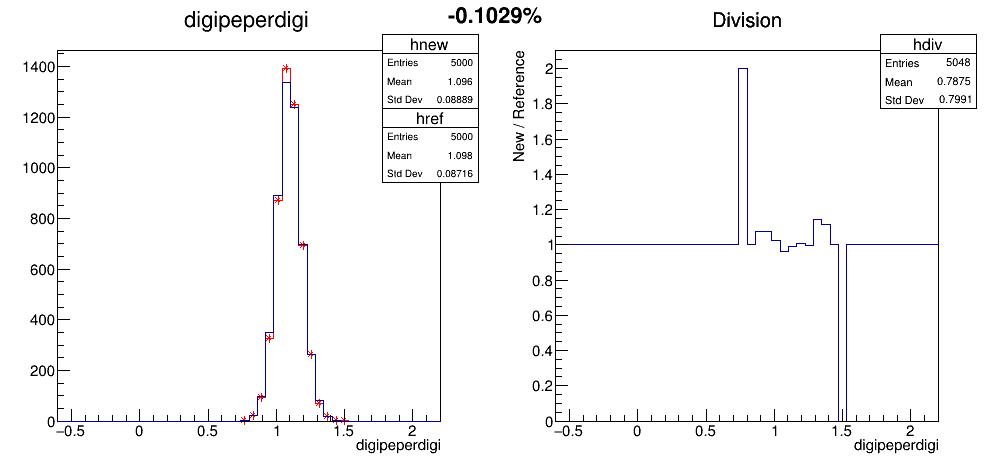 digipeperdigi
-0.1029%
Division
hnew
Entries 5000
Mean 1.096
Std Dev 0.08889
href
Entries 5000
Mean 1.098
Std Dev 0.08716
1400
1200
1000
800
600
400
200
0
−0.5 0 0.5 1 1.5 2
digipeperdigi
hdiv
Entries 5048
Mean 0.7875
Std Dev 0.7991
New / Reference
2
1.8
1.6
1.4
1.2
1
0.8
0.6
0.4
0.2
0
−0.5 0 0.5 1 1.5 2
digipeperdigi